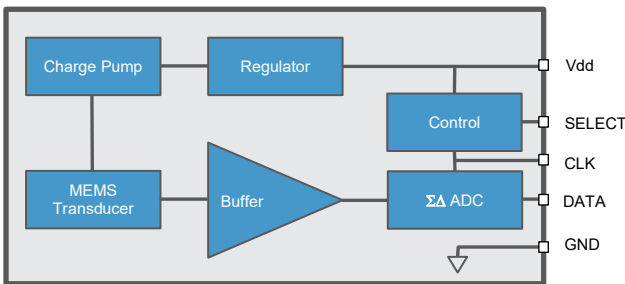 Charge Pump
Regulator
Vdd
Control
SELECT
CLK
MEMS
Transducer
Buffer
ΣΔ ADC
DATA
GND